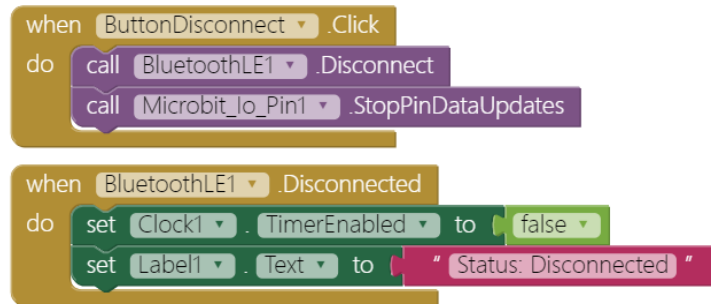 when ButtonDisconnect .Click
do call BluetoothLE1 .Disconnect
call Microbit_Io_Pin1 .StopPinDataUpdates
when BluetoothLE1 .Disconnected
do set Clock1 . TimerEnabled to false
set Label1 . Text to " Status: Disconnected "